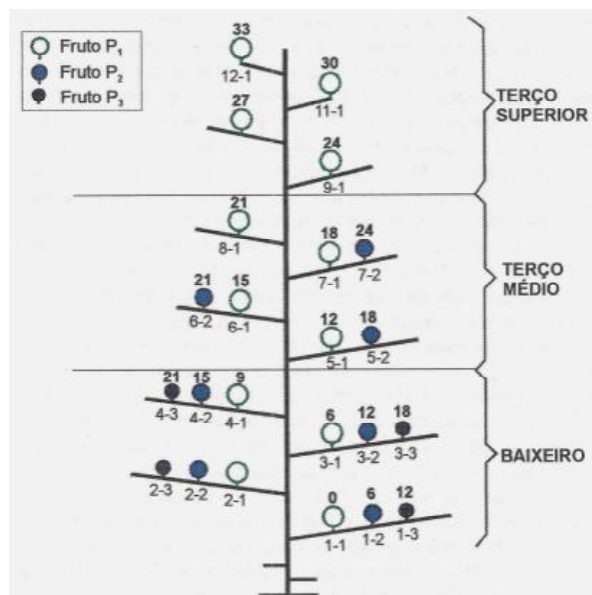 Fruto P1
Fruto P2
Fruto P3
33
12-1
30
11-1
27
24
9-1
TERÇO
SUPERIOR
21
8-1
18 24
7-1 7-2
21 15
6-2 6-1
12 18
5-1 5-2
TERÇO
MÉDIO
21 15 9
4-3 4-2 4-1
6 12 18
3-1 3-2 3-3
2-3 2-2 2-1
0 6 12
1-1 1-2 1-3
BAIXEIRO